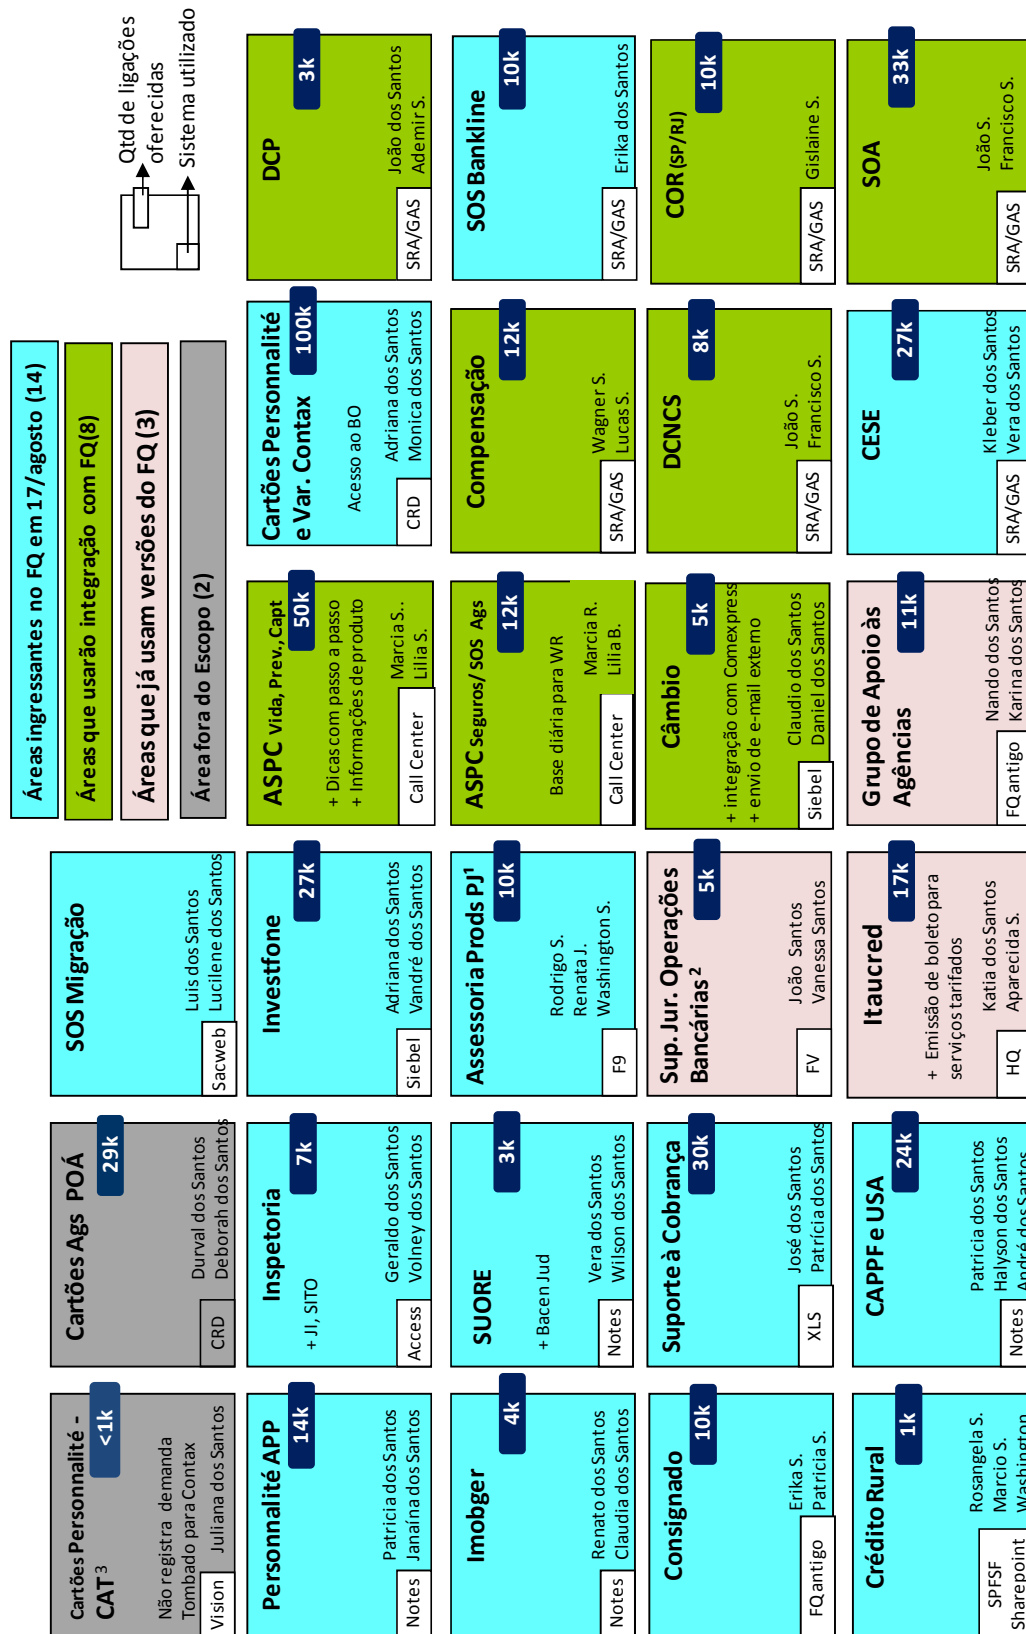 Áreas ingressantes no FQ em 17/agosto (14)
Áreas que usarão integração com FQ(8)
Áreas que já usam versões do FQ (3)
Área fora do Escopo (2)
Qtd de ligações
oferecidas
Sistema utilizado
Cartões Personnalité -
CAT³
<1k
Não registra demanda
Tombado para Contax
Juliana dos Santos
Vision
Cartões Ags POÁ
29k
Durval dos Santos
Deborah dos Santos
CRD
SOS Migração
Luis dos Santos
Lucilene dos Santos
Sacweb
Personnalité APP
14k
Patricia dos Santos
Janaína dos Santos
Notes
Inspetoria
7k
+ JI, SITO
Geraldo dos Santos
Volney dos Santos
Access
Investfone
27k
Adriana dos Santos
Vandré dos Santos
Siebel
ASPC Vida, Prev., Capt
50k
+ Dicas com passo a passo
+ Informações de produto
Marcia S..
Lilia S.
Call Center
Cartões Personnalité
e Var. Contax
100k
Acesso ao BO
Adriana dos Santos
Monica dos Santos
CRD
DCP
3k
João dos Santos
Ademir S.
SRA/GAS
Imobger
4k
Renato dos Santos
Claudia dos Santos
Notes
SUORE
3k
+ Bacen Jud
Vera dos Santos
Wilson dos Santos
Notes
Assessoria Prods PJ¹
10k
Rodrigo S.
Renata J.
Washington S.
F9
ASPC Seguros/ SOS Ags
12k
Base diária para WR
Marcia R.
Lilia B.
Call Center
Compensação
12k
Wagner S.
Lucas S.
SRA/GAS
SOS Bankline
10k
Erika dos Santos
SRA/GAS
Consignado
10k
Erika S.
Patricia S.
FQ antigo
Suporte à Cobrança
30k
José dos Santos
Patrícia dos Santos
XLS
Sup. Jur. Operações
Bancárias²
5k
João Santos
Vanessa Santos
FV
Câmbio
5k
+ integração com Comexpress
+ envio de e-mail externo
Claudio dos Santos
Daniel dos Santos
Siebel
DCNCS
8k
João S.
Francisco S.
SRA/GAS
COR (SP/RJ)
10k
Gislaine S.
SRA/GAS
Crédito Rural
1k
Rosangela S.
Marcio S.
Washington
SPFSF
Sharepoint
CAPPF e USA
24k
Patricia dos Santos
Halyson dos Santos
André dos Santos
Notes
Itaucred
17k
+ Emissão de boleto para
serviços tarifados
Katia dos Santos
Aparecida S.
HQ
Grupo de Apoio às
Agências
11k
Nando dos Santos
Karina dos Santos
FQ antigo
CESE
27k
Kleber dos Santos
Vera dos Santos
SRA/GAS
SOA
33k
João S.
Francisco S.
SRA/GAS